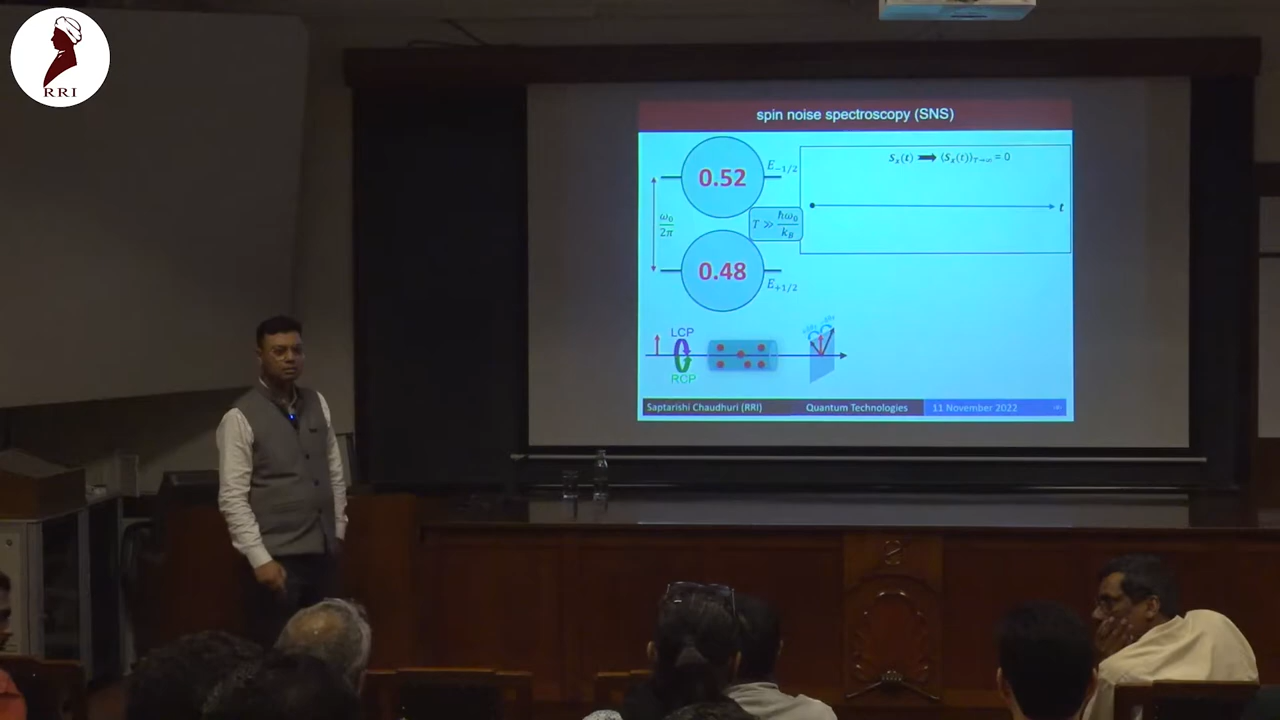 RRI
spin noise spectroscopy (SNS)
0.52
E₋₁/₂
Sₓ(t) ➡ ⟨Sₓ(t)⟩T→∞ = 0
ω₀/2π
T ≫ ħω₀/k_B
t
0.48
E₊₁/₂
LCP
RCP
Saptarishi Chaudhuri (RRI) Quantum Technologies 11 November 2022